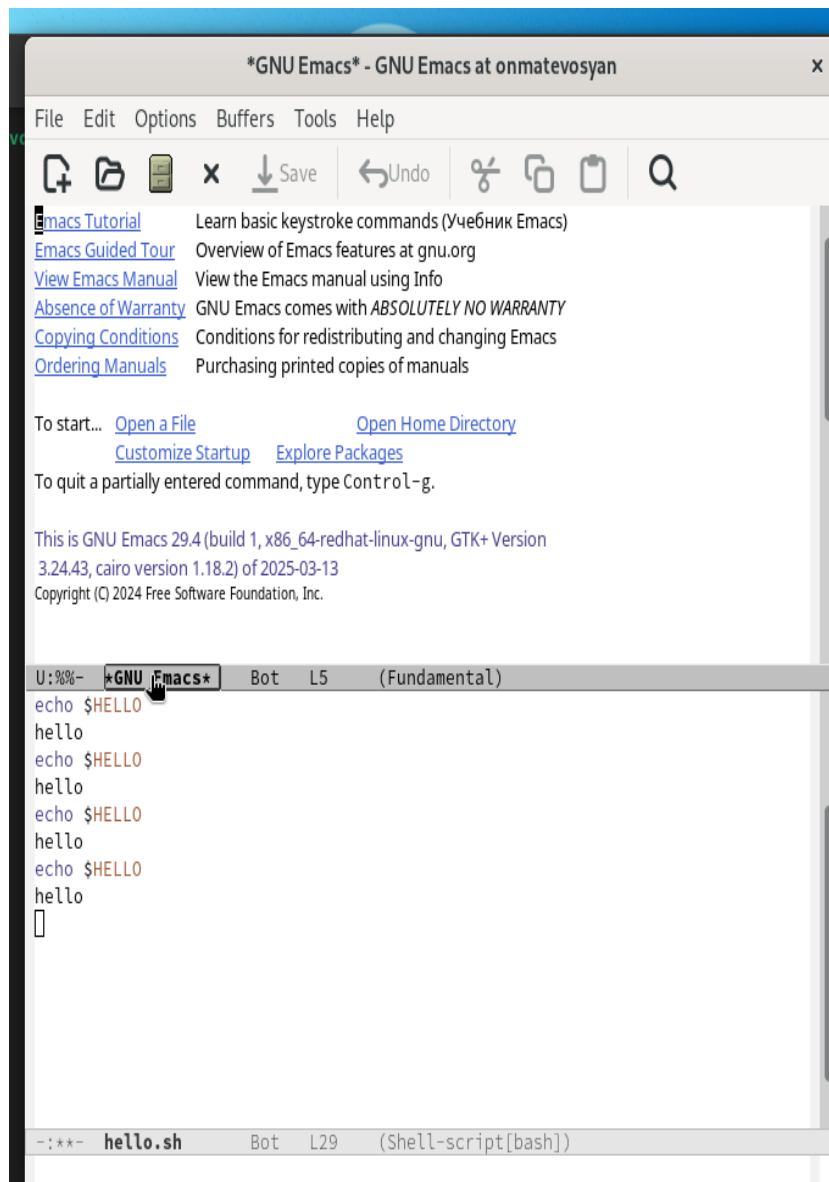 *GNU Emacs* - GNU Emacs at onmatevosyan
File Edit Options Buffers Tools Help
Save Undo
Emacs Tutorial Learn basic keystroke commands (Учебник Emacs)
Emacs Guided Tour Overview of Emacs features at gnu.org
View Emacs Manual View the Emacs manual using Info
Absence of Warranty GNU Emacs comes with ABSOLUTELY NO WARRANTY
Copying Conditions Conditions for redistributing and changing Emacs
Ordering Manuals Purchasing printed copies of manuals
To start... Open a File Open Home Directory
Customize Startup Explore Packages
To quit a partially entered command, type Control-g.
This is GNU Emacs 29.4 (build 1, x86_64-redhat-linux-gnu, GTK+ Version
3.24.43, cairo version 1.18.2) of 2025-03-13
Copyright (C) 2024 Free Software Foundation, Inc.
U:%%- *GNU Emacs* Bot L5 (Fundamental)
echo $HELLO
hello
echo $HELLO
hello
echo $HELLO
hello
echo $HELLO
hello
-:**- hello.sh Bot L29 (Shell-script[bash])